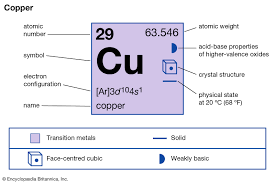 Copper
atomic number
29
63.546
atomic weight
symbol
Cu
acid-base properties of higher-valence oxides
electron configuration
[Ar]3d¹⁰4s¹
crystal structure
name
copper
physical state at 20 °C (68 °F)
Transition metals
Solid
Face-centred cubic
Weakly basic
© Encyclopædia Britannica, Inc.